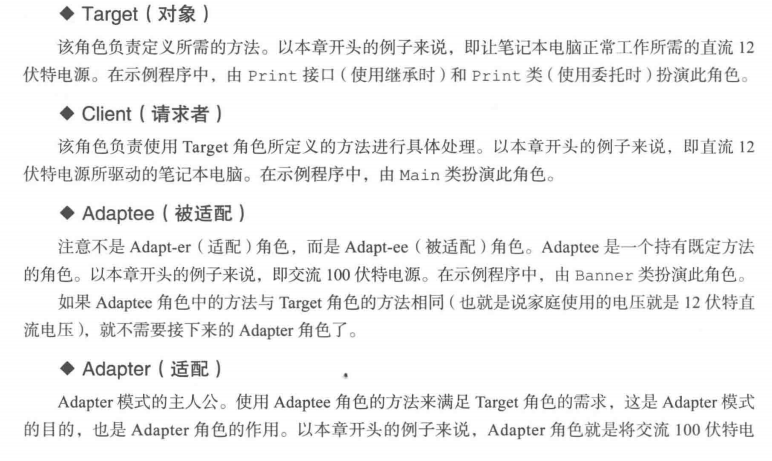 ◆ Target（对象）
该角色负责定义所需的方法。以本章开头的例子来说，即让笔记本电脑正常工作所需的直流 12
伏特电源。在示例程序中，由 Print 接口（使用继承时）和 Print 类（使用委托时）扮演此角色。
◆ Client（请求者）
该角色负责使用 Target 角色所定义的方法进行具体处理。以本章开头的例子来说，即直流 12
伏特电源所驱动的笔记本电脑。在示例程序中，由 Main 类扮演此角色。
◆ Adaptee（被适配）
注意不是 Adapt-er（适配）角色，而是 Adapt-ee（被适配）角色。Adaptee 是一个持有既定方法
的角色。以本章开头的例子来说，即交流 100 伏特电源。在示例程序中，由 Banner 类扮演此角色。
如果 Adaptee 角色中的方法与 Target 角色的方法相同（也就是说家庭使用的电压就是 12 伏特直
流电压），就不需要接下来的 Adapter 角色了。
◆ Adapter（适配）
Adapter 模式的主人公。使用 Adaptee 角色的方法来满足 Target 角色的需求，这是 Adapter 模式
的目的，也是 Adapter 角色的作用。以本章开头的例子来说，Adapter 角色就是将交流 100 伏特电